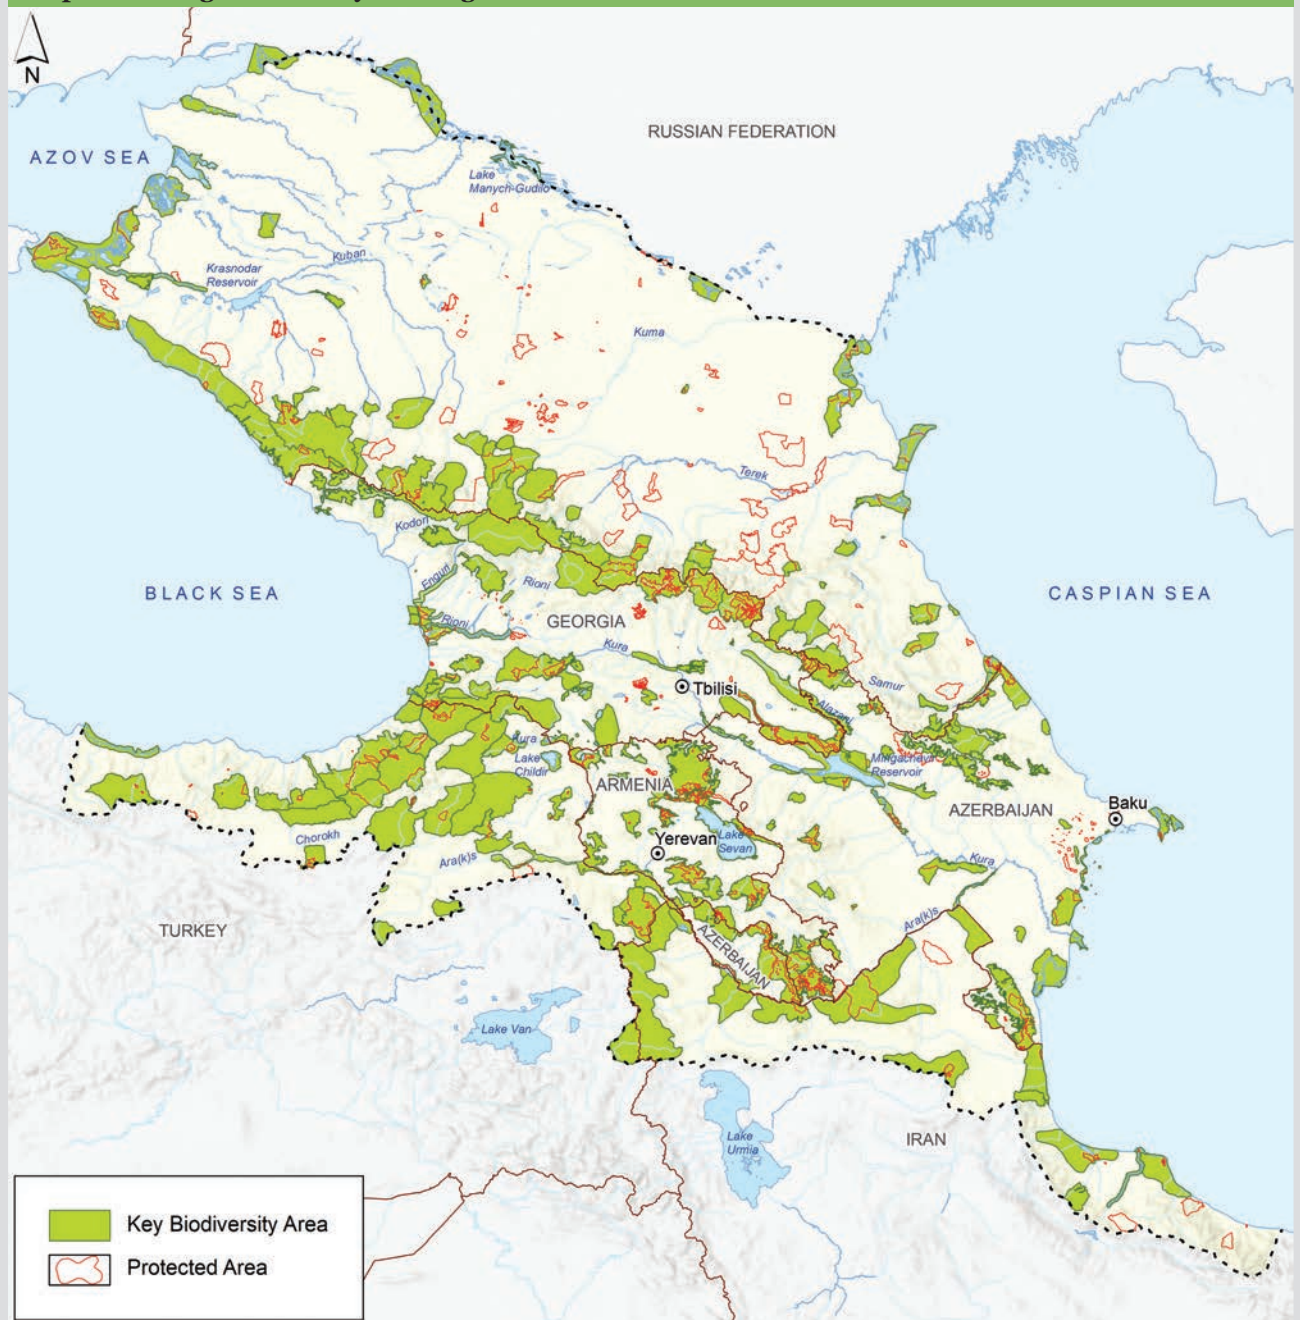 N
RUSSIAN FEDERATION
AZOV SEA
Lake
Manych-Gudilo
Kuban
Krasnodar
Reservoir
Kuma
Terek
Kodori
Enguri
Rioni
BLACK SEA
CASPIAN SEA
Rioni
GEORGIA
Kura
Tbilisi
Samur
Alazani
Kura
Lake
Childir
Mingachevir
Reservoir
ARMENIA
AZERBAIJAN
Baku
Chorokh
Yerevan
Lake
Sevan
Ara(k)s
Kura
Ara(k)s
TURKEY
AZERBAIJAN
Lake Van
Lake
Urmia
IRAN
Key Biodiversity Area
Protected Area